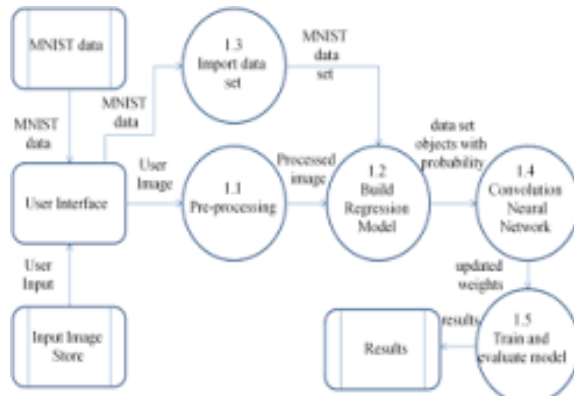 MNIST data
1.3
Import data
set
MNIST
data
set
MNIST
data
MNIST
data
User Interface
User
Image
1.1
Pre-processing
Processed
image
1.2
Build
Regression
Model
data set
objects with
probability
1.4
Convolution
Neural
Network
User
Input
Input Image
Store
updated
weights
1.5
Train and
evaluate model
results
Results